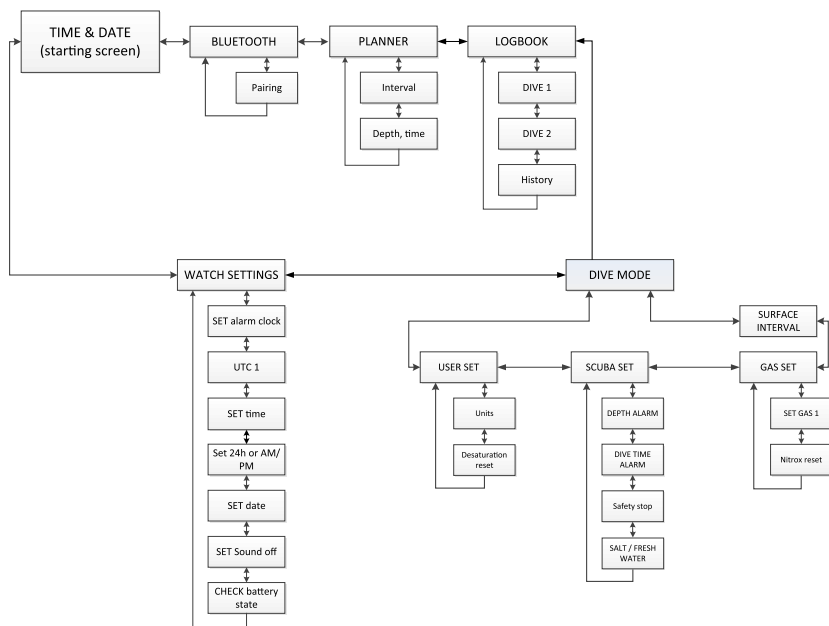 TIME & DATE
(starting screen)
BLUETOOTH
PLANNER
LOGBOOK
Pairing
Interval
DIVE 1
Depth, time
DIVE 2
History
WATCH SETTINGS
DIVE MODE
SET alarm clock
SURFACE
INTERVAL
UTC 1
USER SET
SCUBA SET
GAS SET
SET time
Units
DEPTH ALARM
SET GAS 1
Set 24h or AM/
PM
Desaturation
reset
DIVE TIME
ALARM
Nitrox reset
SET date
Safety stop
SET Sound off
SALT / FRESH
WATER
CHECK battery
state